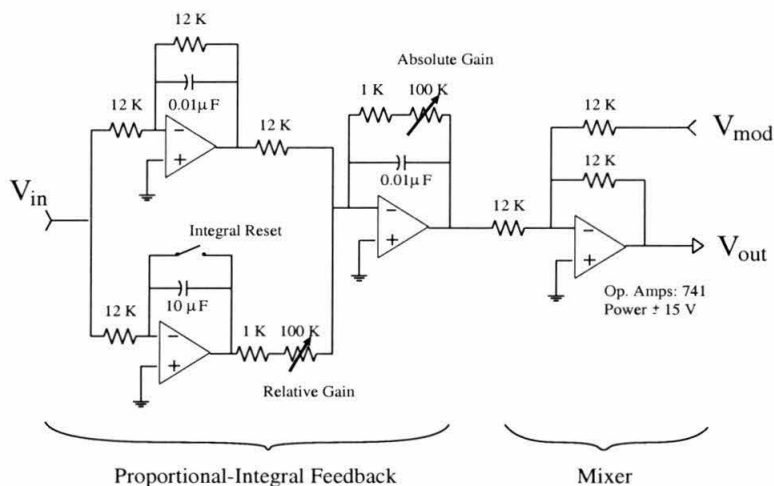 12 K
0.01µF
12 K
12 K
Absolute Gain
1 K 100 K
0.01µF
12 K
V_mod
12 K
12 K
V_in
Integral Reset
10 µF
12 K
1 K 100 K
Relative Gain
V_out
Op. Amps: 741
Power ± 15 V
Proportional-Integral Feedback
Mixer